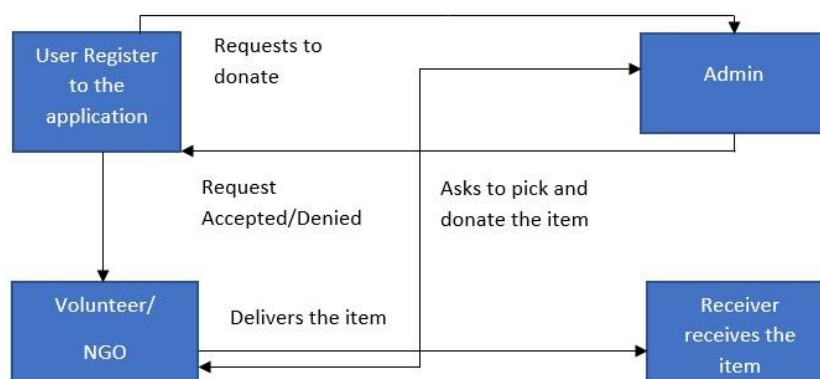 User Register
to the
application
Requests to
donate
Admin
Request
Accepted/Denied
Asks to pick and
donate the item
Volunteer/
NGO
Delivers the item
Receiver
receives the
item